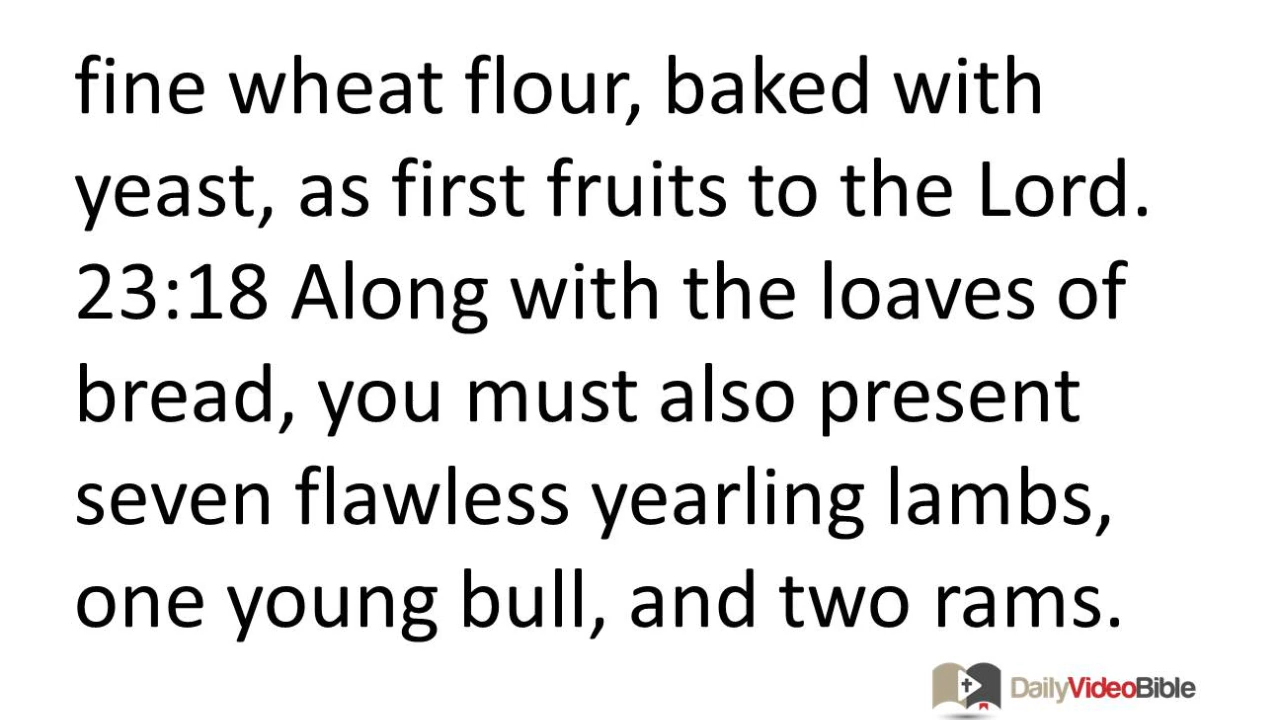 fine wheat flour, baked with
yeast, as first fruits to the Lord.
23:18 Along with the loaves of
bread, you must also present
seven flawless yearling lambs,
one young bull, and two rams.
DailyVideoBible